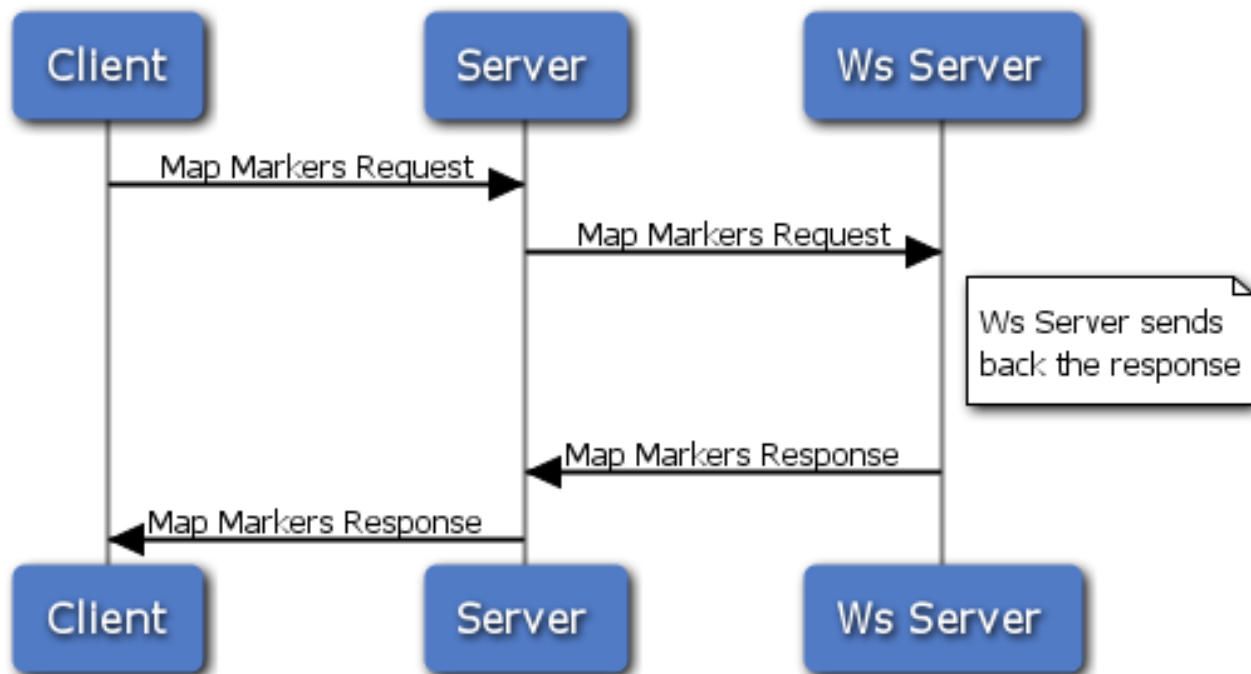 Client
Server
Ws Server
Map Markers Request
Map Markers Request
Ws Server sends
back the response
Map Markers Response
Map Markers Response
Client
Server
Ws Server